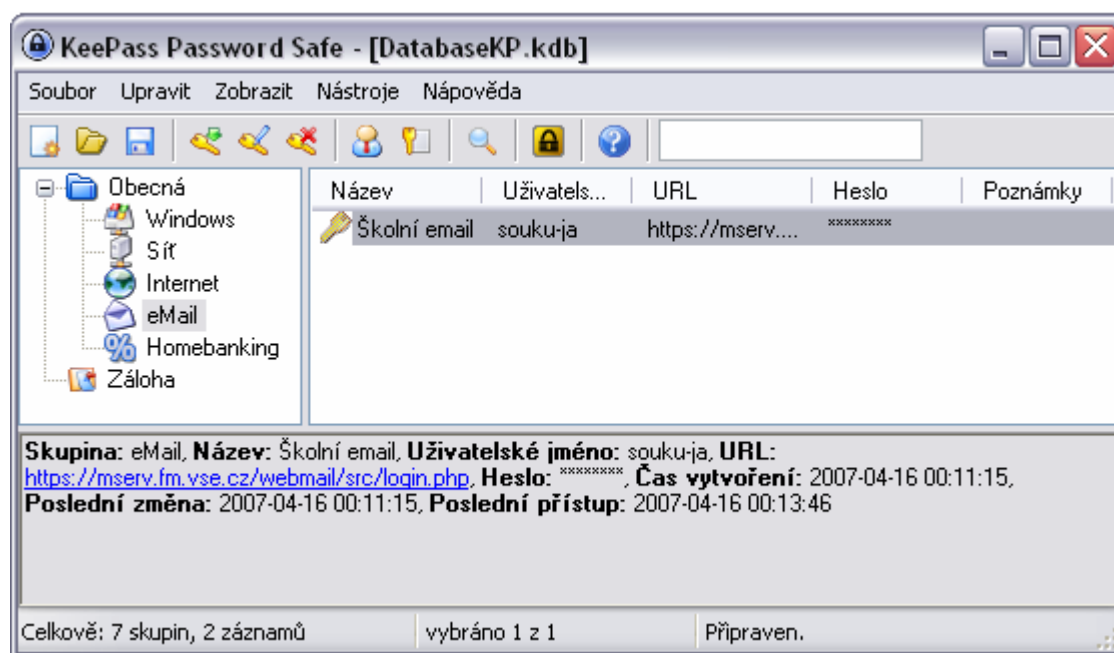 KeePass Password Safe - [DatabaseKP.kdb]
Soubor Upravit Zobrazit Nástroje Nápověda
Obecná
Windows
Síť
Internet
eMail
Homebanking
Záloha
Název Uživatels... URL Heslo Poznámky
Školní email souku-ja https://mserv.... ********
Skupina: eMail, Název: Školní email, Uživatelské jméno: souku-ja, URL:
https://mserv.fm.vse.cz/webmail/src/login.php, Heslo: ********, Čas vytvoření: 2007-04-16 00:11:15,
Poslední změna: 2007-04-16 00:11:15, Poslední přístup: 2007-04-16 00:13:46
Celkově: 7 skupin, 2 záznamů vybráno 1 z 1 Připraven.